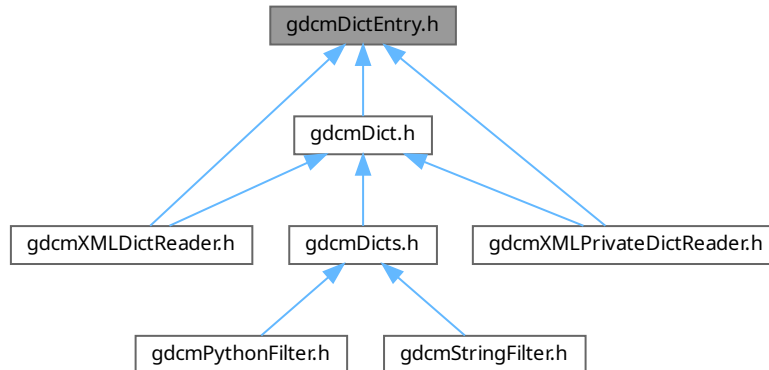 gdcmDictEntry.h
gdcmDict.h
gdcmXMLDictReader.h
gdcmDicts.h
gdcmXMLPrivateDictReader.h
gdcmPythonFilter.h
gdcmStringFilter.h